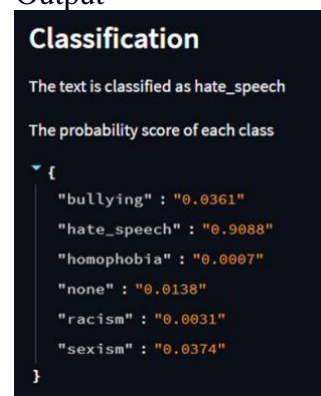 Output
Classification
The text is classified as hate_speech
The probability score of each class
{
"bullying" : "0.0361"
"hate_speech" : "0.9088"
"homophobia" : "0.0007"
"none" : "0.0138"
"racism" : "0.0031"
"sexism" : "0.0374"
}